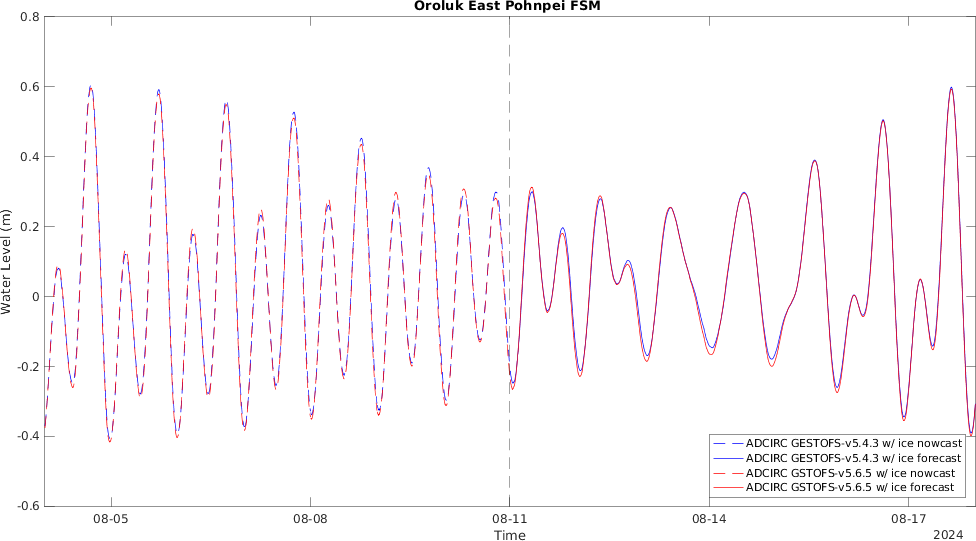 Oroluk East Pohnpei FSM
0.8
0.6
0.4
0.2
0
-0.2
-0.4
-0.6
Water Level (m)
08-05
08-08
08-11
08-14
08-17
Time
2024
ADCIRC GESTOFS-v5.4.3 w/ ice nowcast
ADCIRC GESTOFS-v5.4.3 w/ ice forecast
ADCIRC GSTOFS-v5.6.5 w/ ice nowcast
ADCIRC GSTOFS-v5.6.5 w/ ice forecast